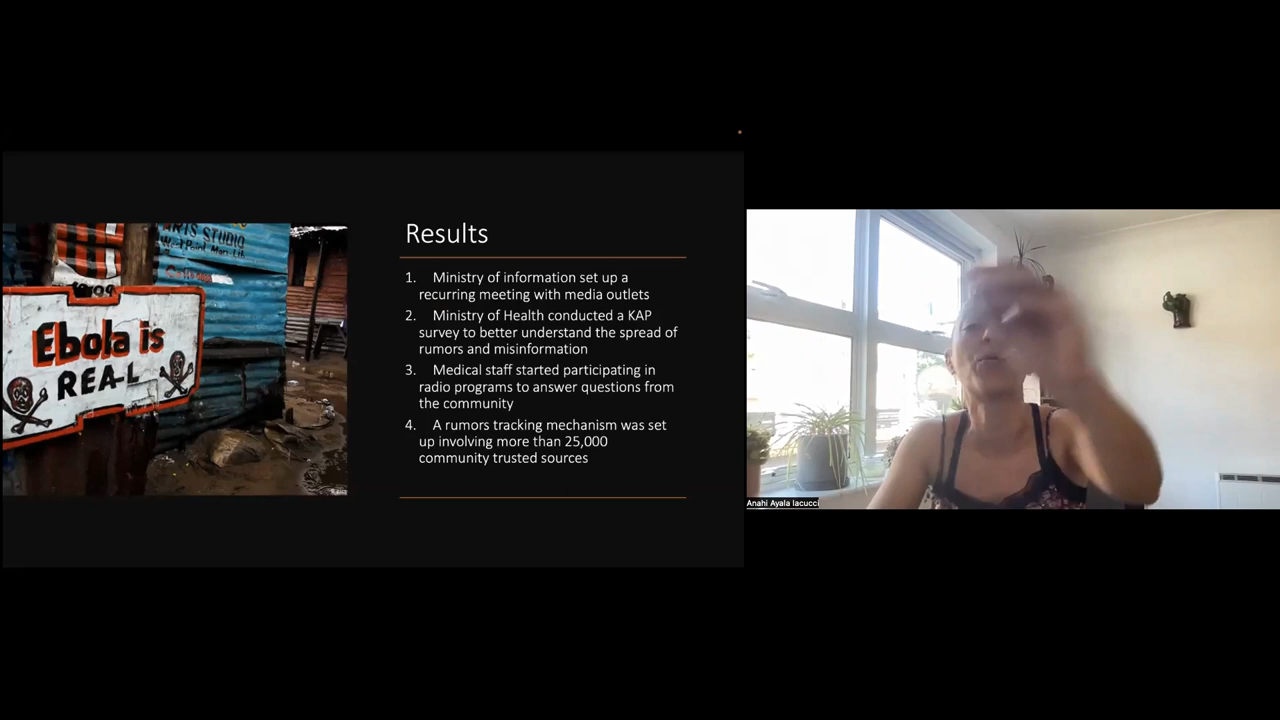 ARTS STUDIO
Ebola is
REAL
Results
1. Ministry of information set up a
recurring meeting with media outlets
2. Ministry of Health conducted a KAP
survey to better understand the spread of
rumors and misinformation
3. Medical staff started participating in
radio programs to answer questions from
the community
4. A rumors tracking mechanism was set
up involving more than 25,000
community trusted sources
Anahi Ayala Iacucci